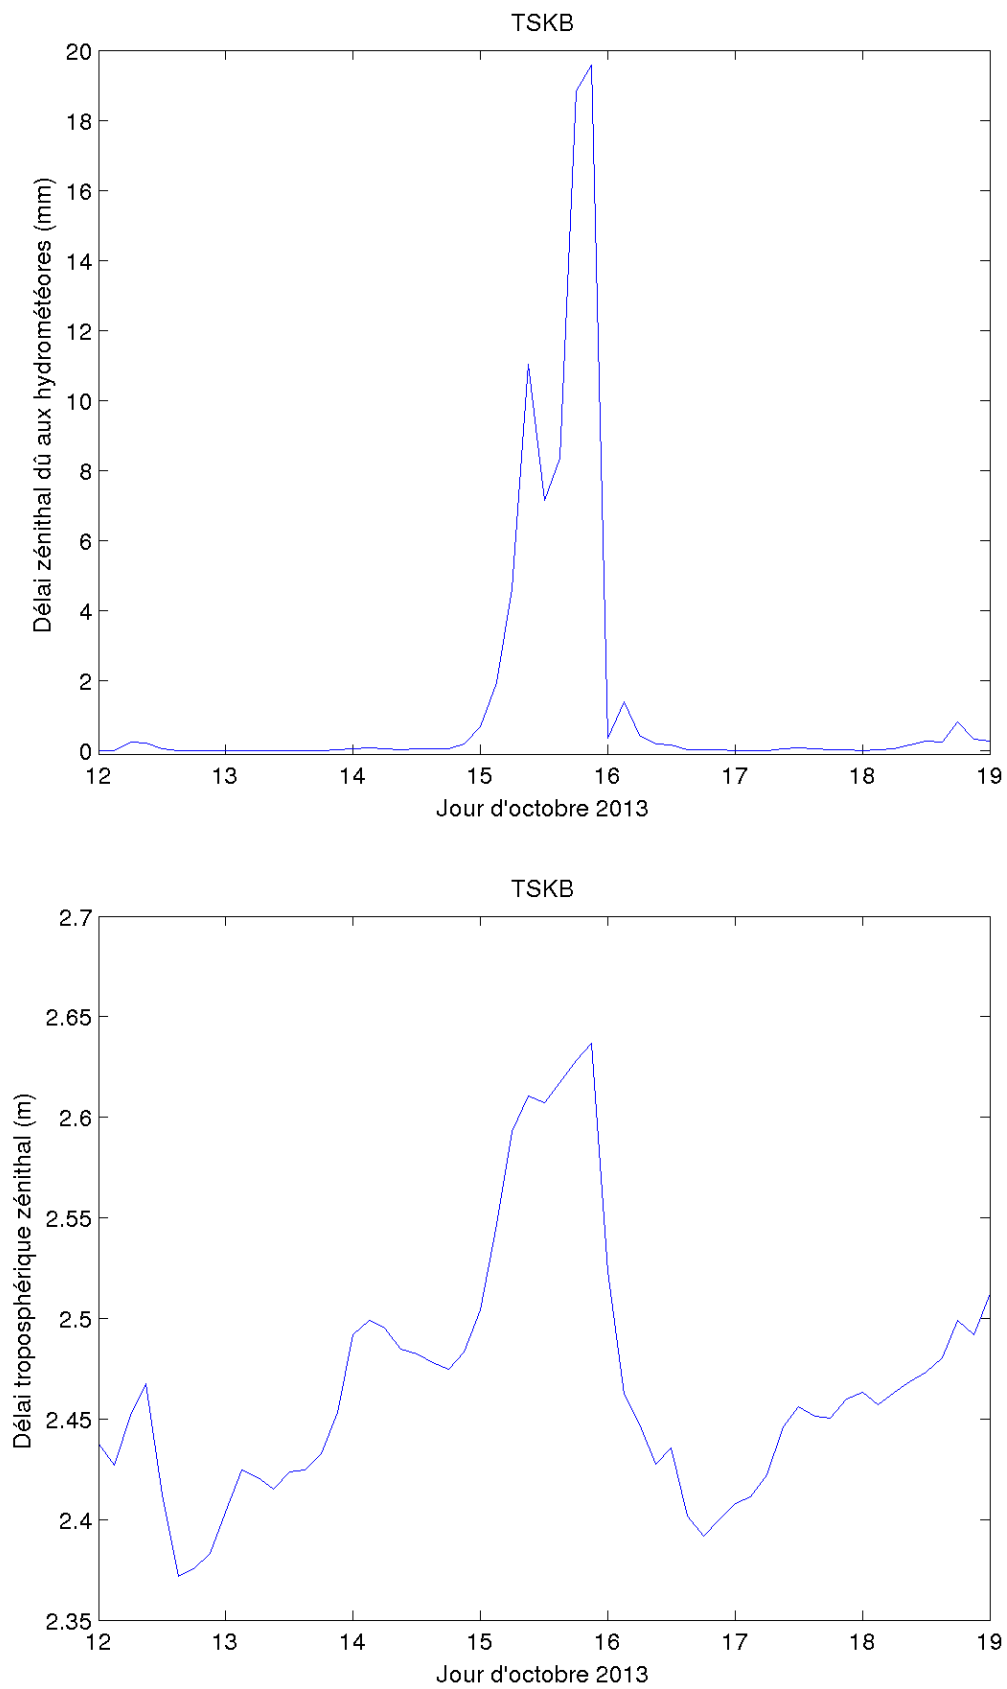 TSKB
20
18
16
14
12
10
8
6
4
2
0
Délai zénithal dû aux hydrométéores (mm)
12 13 14 15 16 17 18 19
Jour d'octobre 2013
TSKB
2.7
2.65
2.6
2.55
2.5
2.45
2.4
2.35
Délai troposphérique zénithal (m)
12 13 14 15 16 17 18 19
Jour d'octobre 2013